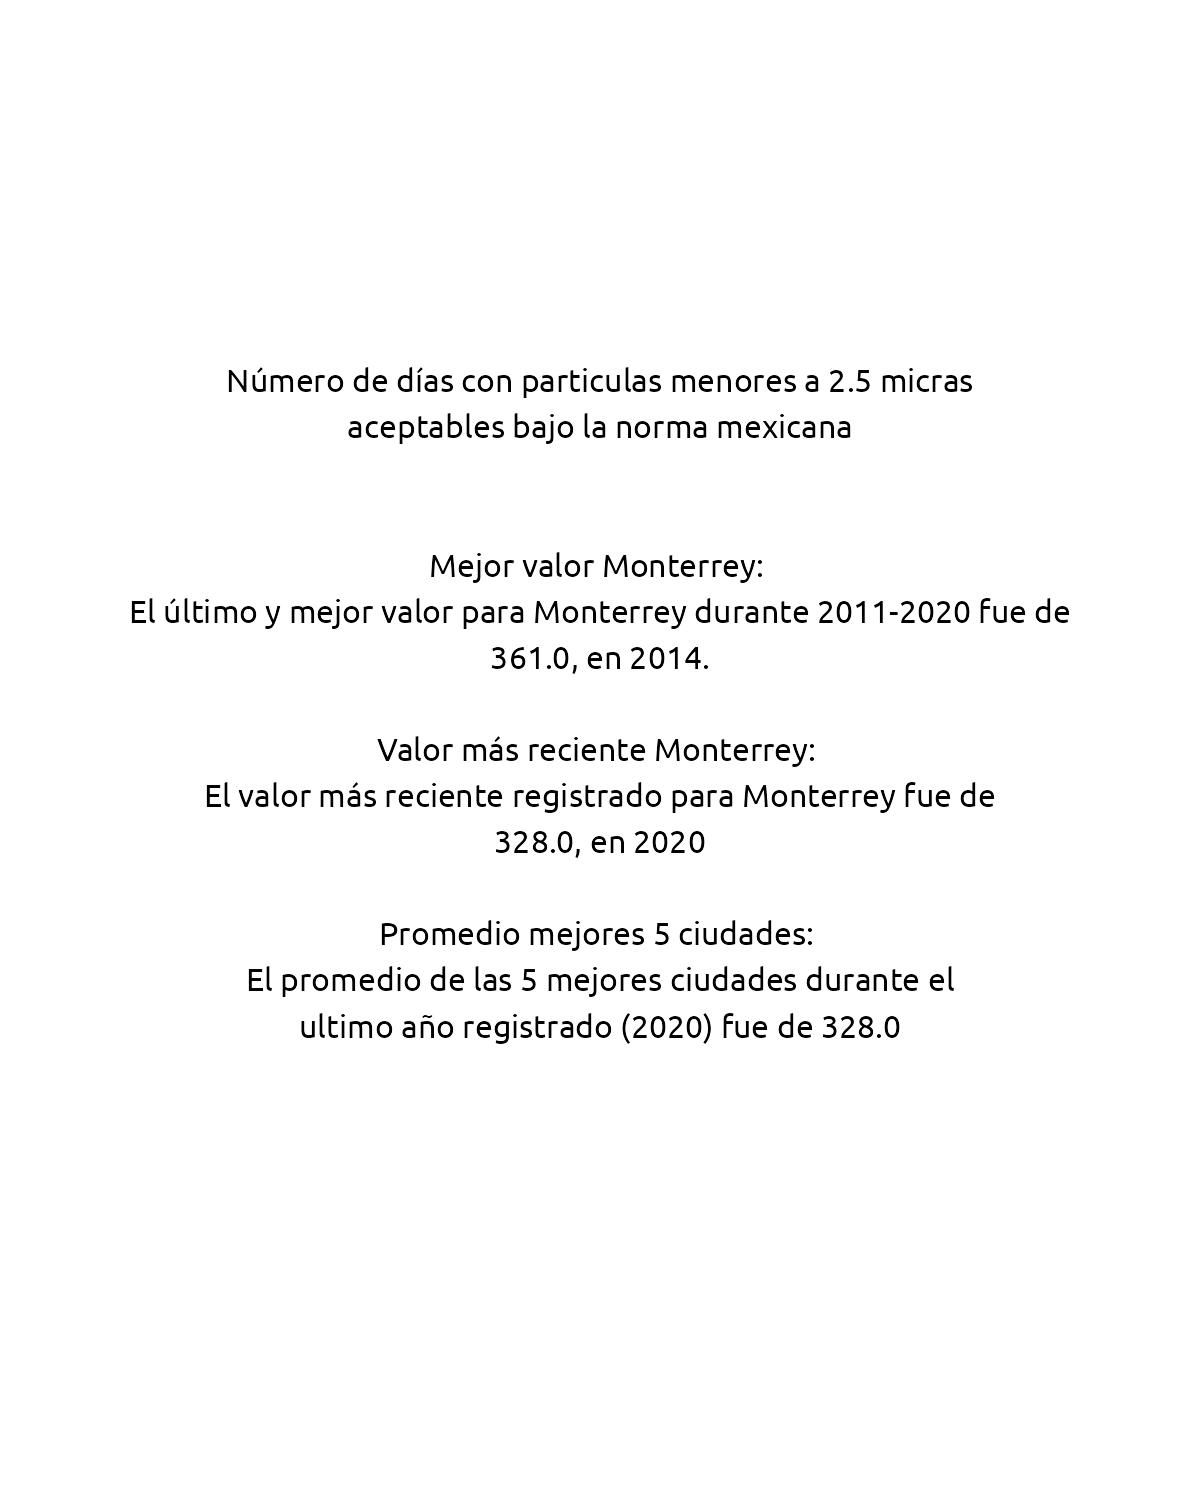 Número de días con particulas menores a 2.5 micras
aceptables bajo la norma mexicana
Mejor valor Monterrey:
El último y mejor valor para Monterrey durante 2011-2020 fue de
361.0, en 2014.
Valor más reciente Monterrey:
El valor más reciente registrado para Monterrey fue de
328.0, en 2020
Promedio mejores 5 ciudades:
El promedio de las 5 mejores ciudades durante el
ultimo año registrado (2020) fue de 328.0